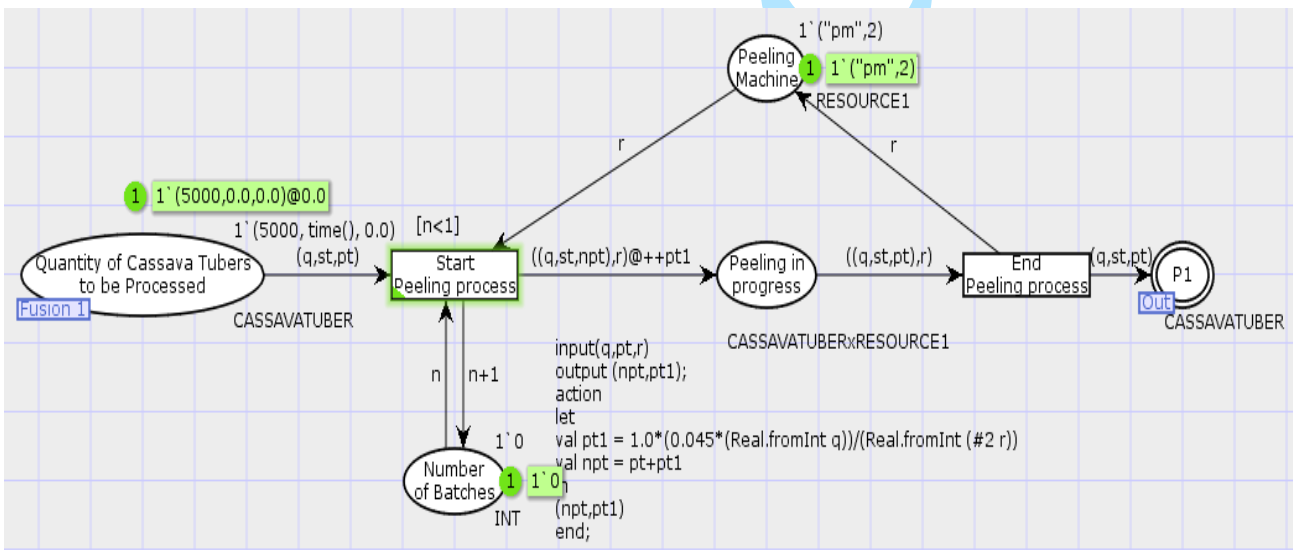 1`("pm",2)
Peeling
Machine
1 1`("pm",2)
RESOURCE1
r
r
1 1`(5000,0.0,0.0)@0.0
1`(5000, time(), 0.0)
[n<1]
Quantity of Cassava Tubers
to be Processed
Fusion 1
(q,st,pt)
CASSAVATUBER
Start
Peeling process
((q,st,npt),r)@++pt1
Peeling in
progress
CASSAVATUBERxRESOURCE1
((q,st,pt),r)
End
Peeling process
(q,st,pt)
P1
Out
CASSAVATUBER
n
n+1
1`0
Number
of Batches
1 1`0
INT
input(q,pt,r)
output (npt,pt1);
action
let
val pt1 = 1.0*(0.045*(Real.fromInt q))/(Real.fromInt (#2 r))
val npt = pt+pt1
(npt,pt1)
end;